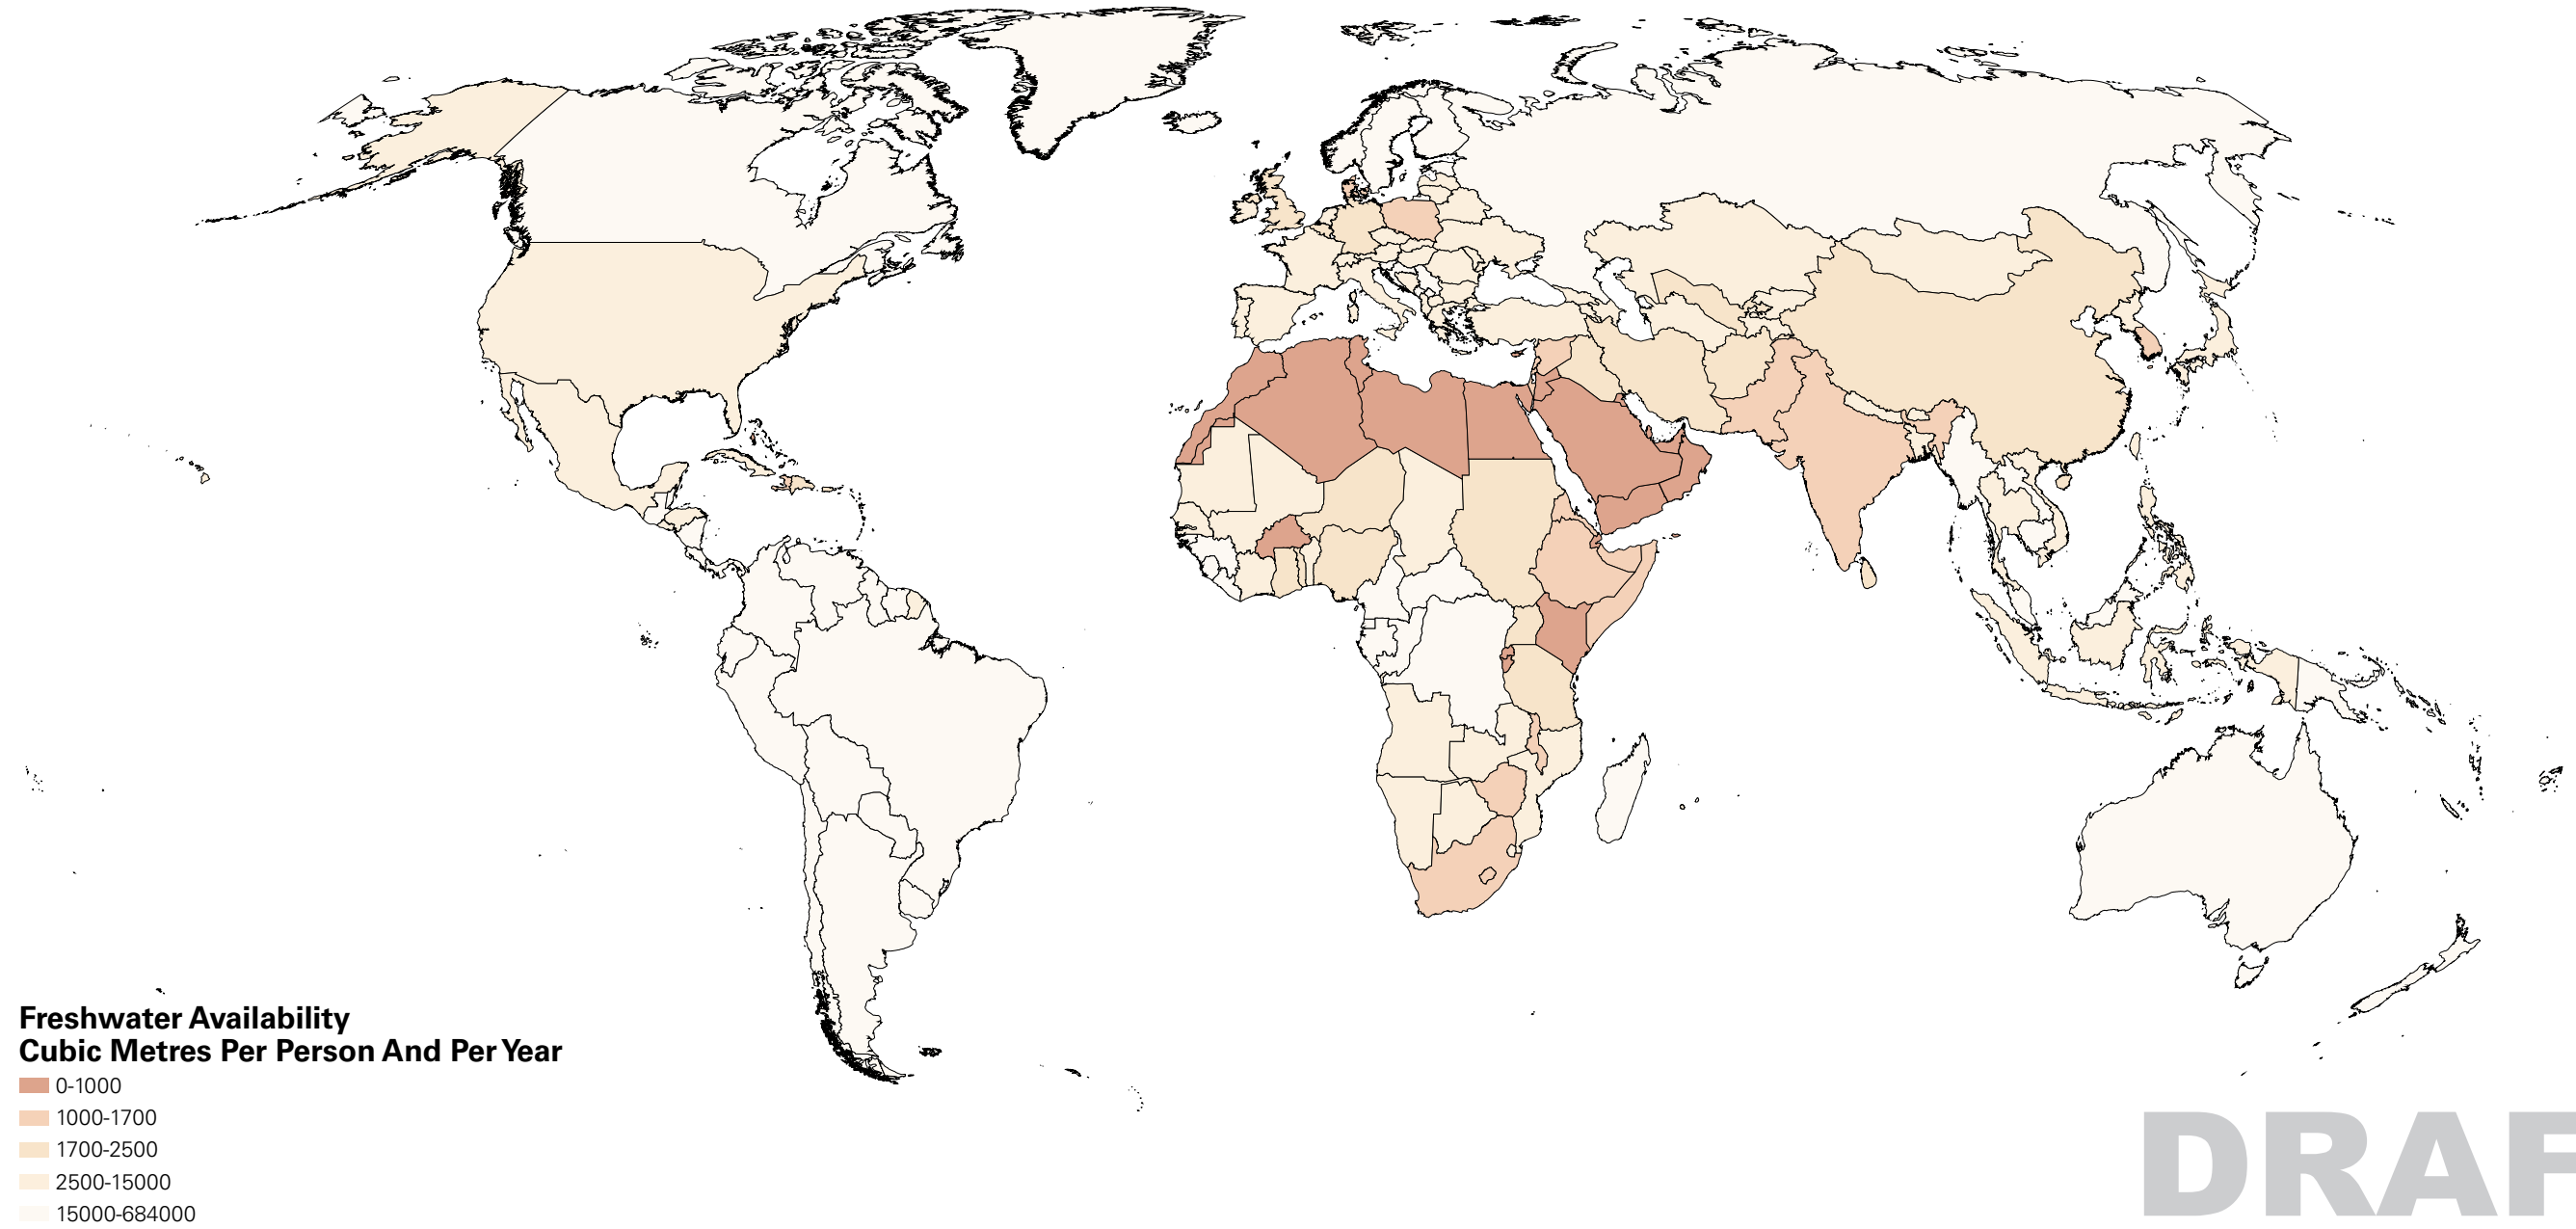 Freshwater Availability
Cubic Metres Per Person And Per Year
0-1000
1000-1700
1700-2500
2500-15000
15000-684000
DRAF